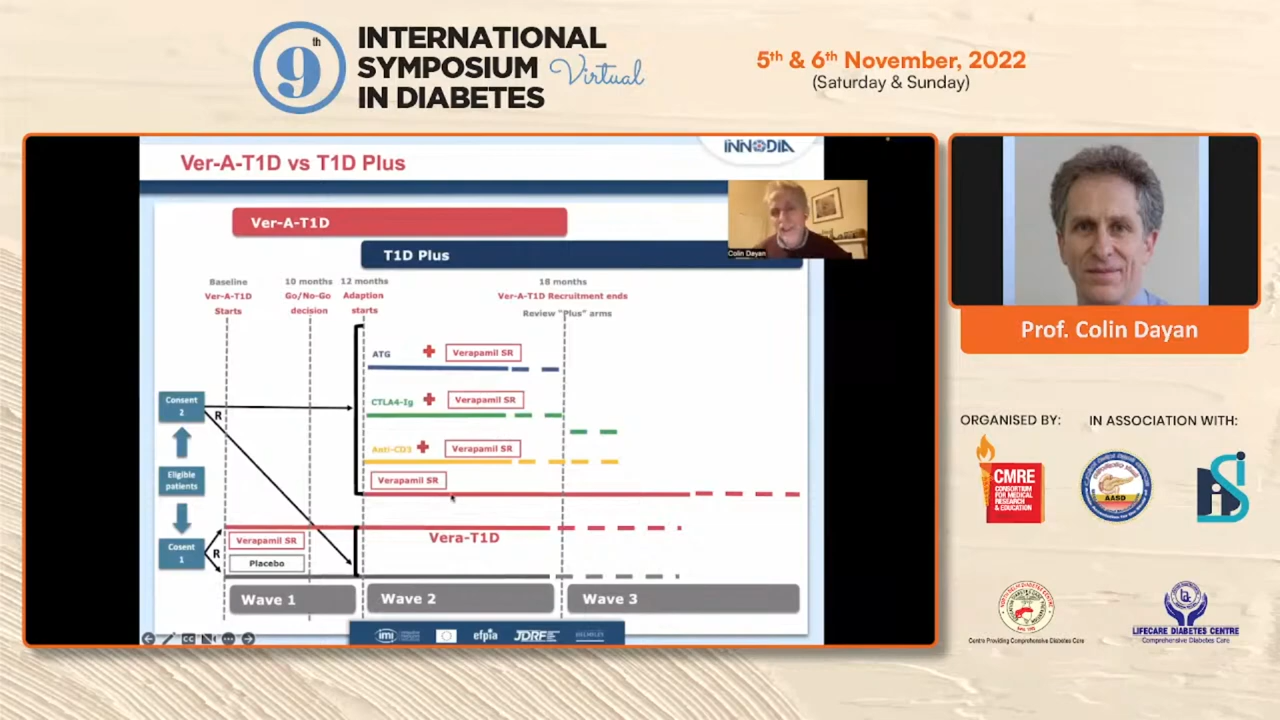 9th
INTERNATIONAL
SYMPOSIUM Virtual
IN DIABETES
5th & 6th November, 2022
(Saturday & Sunday)
Ver-A-T1D vs T1D Plus
INNODIA
Ver-A-T1D
T1D Plus
Colin Dayan
Baseline
Ver-A-T1D
Starts
10 months
Go/No-Go
decision
12 months
Adaption
starts
18 months
Ver-A-T1D Recruitment ends
Review "Plus" arms
ATG
Verapamil SR
CTLA4-Ig
Verapamil SR
Anti-CD3
Verapamil SR
Verapamil SR
Consent
2
R
Eligible
patients
Cosent
1
R
Verapamil SR
Placebo
Vera-T1D
Wave 1
Wave 2
Wave 3
imi
efpia
JDRF
CC
Prof. Colin Dayan
ORGANISED BY:
IN ASSOCIATION WITH:
CMRE
CONSORTIUM
FOR MEDICAL
RESEARCH
& EDUCATION
AASD
Centre Providing Comprehensive Diabetes Care
LIFECARE DIABETES CENTRE
Comprehensive Diabetes Care